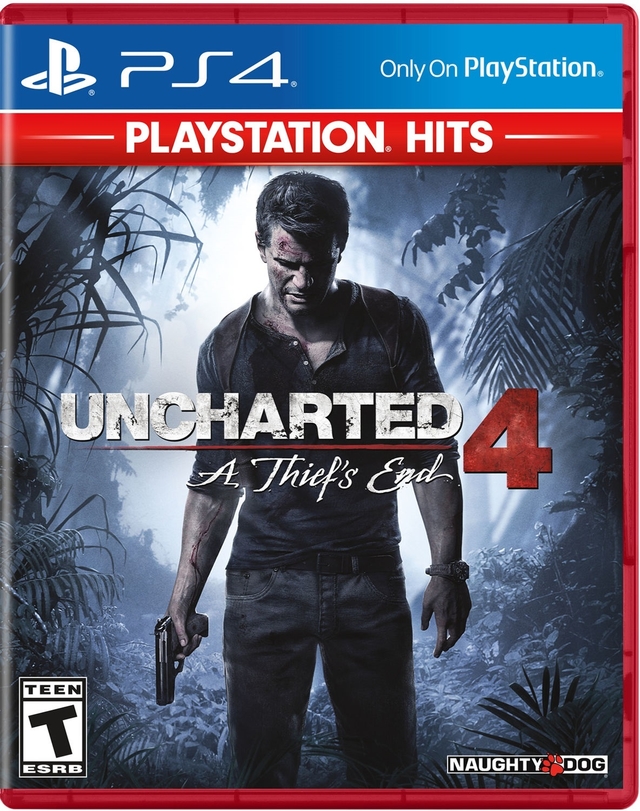 PS4
Only On PlayStation®
PLAYSTATION® HITS
UNCHARTED 4
A Thief's End
TEEN
T
ESRB
NAUGHTY DOG